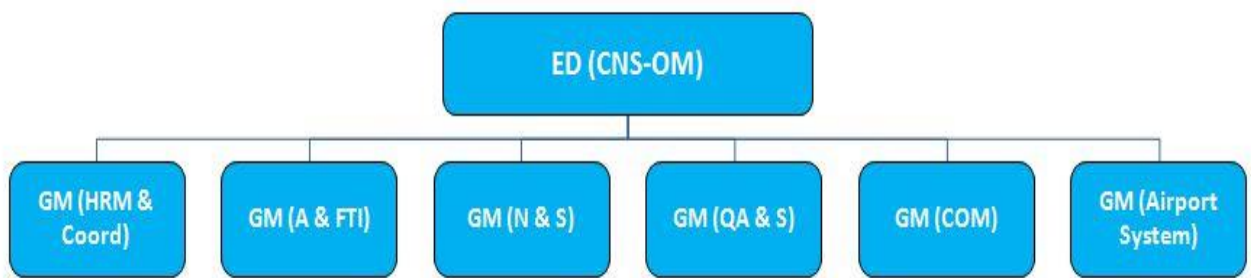 ED (CNS-OM)
GM (HRM &
Coord)
GM (A & FTI)
GM (N & S)
GM (QA & S)
GM (COM)
GM (Airport
System)